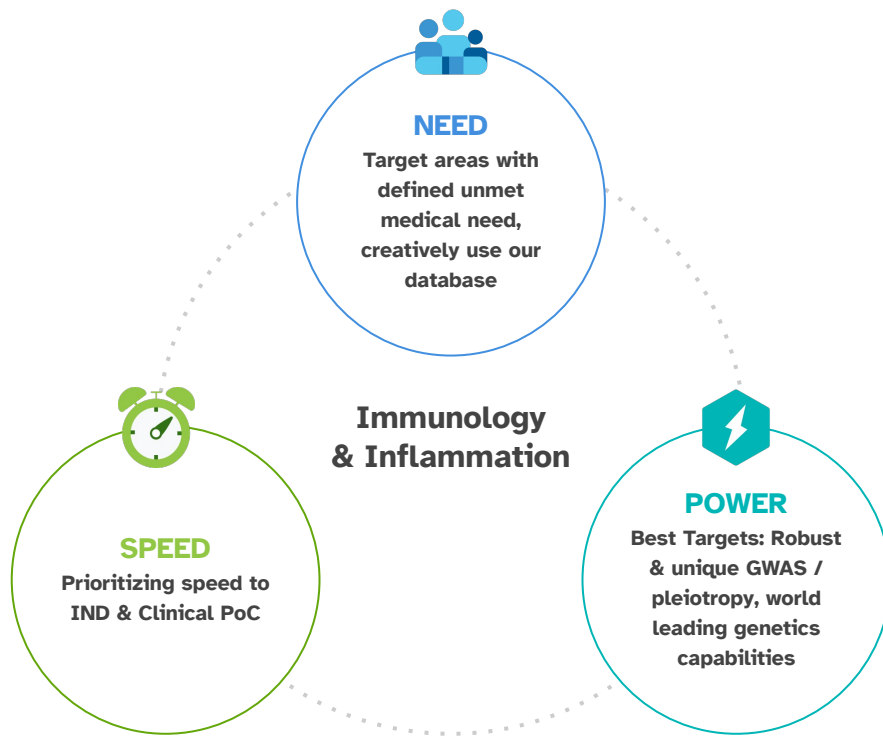 NEED
Target areas with
defined unmet
medical need,
creatively use our
database
Immunology
& Inflammation
SPEED
Prioritizing speed to
IND & Clinical PoC
POWER
Best Targets: Robust
& unique GWAS /
pleiotropy, world
leading genetics
capabilities